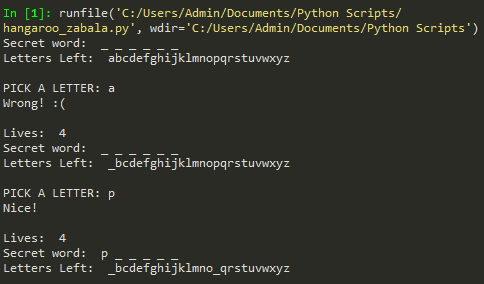 In [1]: runfile('C:/Users/Admin/Documents/Python Scripts/
hangaroo_zabala.py', wdir='C:/Users/Admin/Documents/Python Scripts')
Secret word:  _ _ _ _ _ _
Letters Left:  abcdefghijklmnopqrstuvwxyz
PICK A LETTER: a
Wrong! :(
Lives:  4
Secret word:  _ _ _ _ _ _
Letters Left:  _bcdefghijklmnopqrstuvwxyz
PICK A LETTER: p
Nice!
Lives:  4
Secret word:  p _ _ _ _ _
Letters Left:  _bcdefghijklmno_qrstuvwxyz